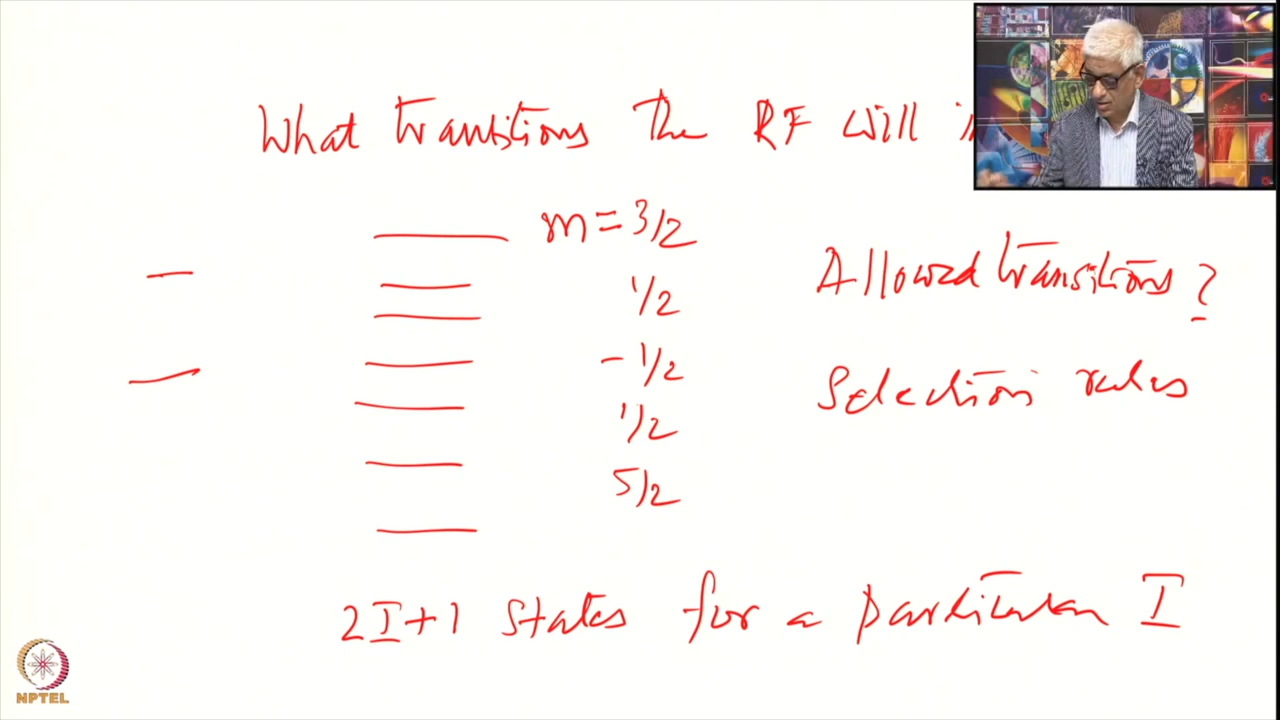 What transitions the RF will
m = 3/2
1/2
Allowed transitions?
- 1/2
Selection rules
1/2
5/2
2I+1 states for a particular I
NPTEL